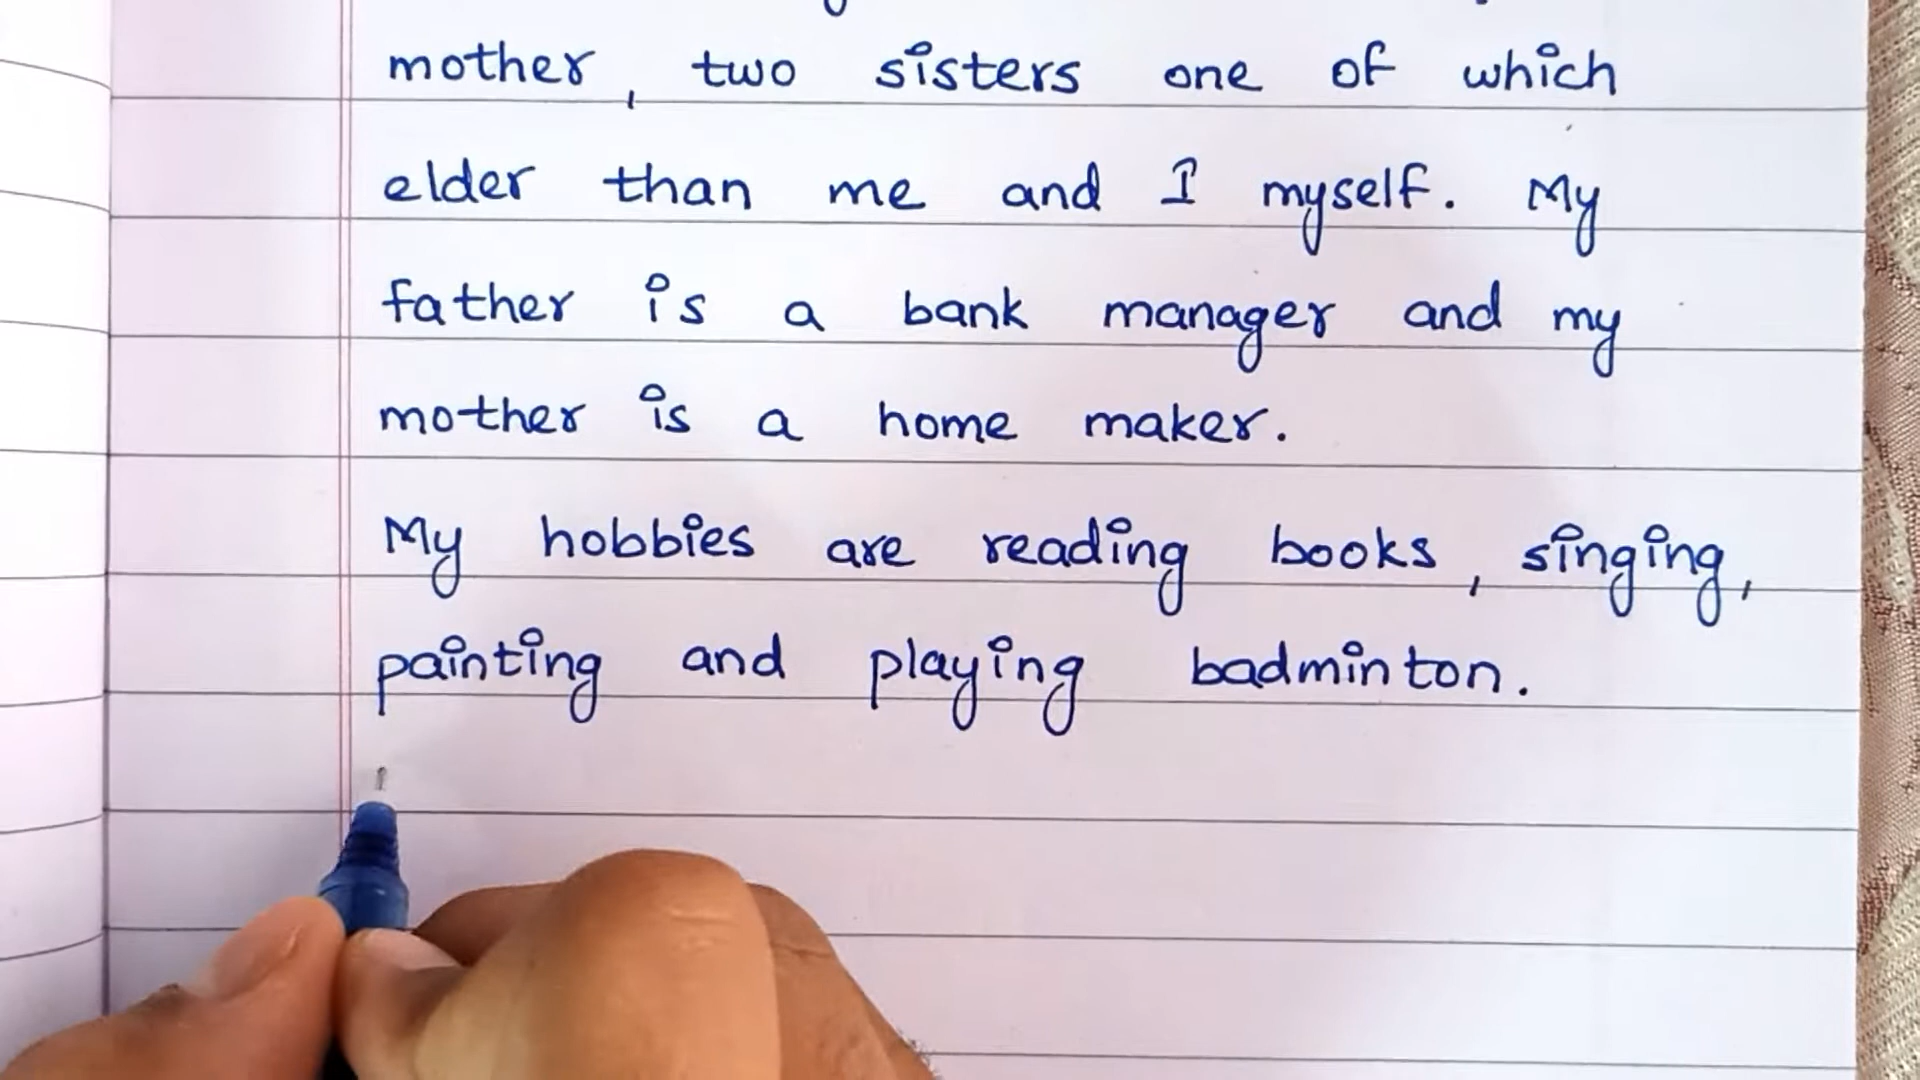 mother, two sisters one of which
elder than me and I myself. My
father is a bank manager and my
mother is a home maker.
My hobbies are reading books, singing,
painting and playing badminton.